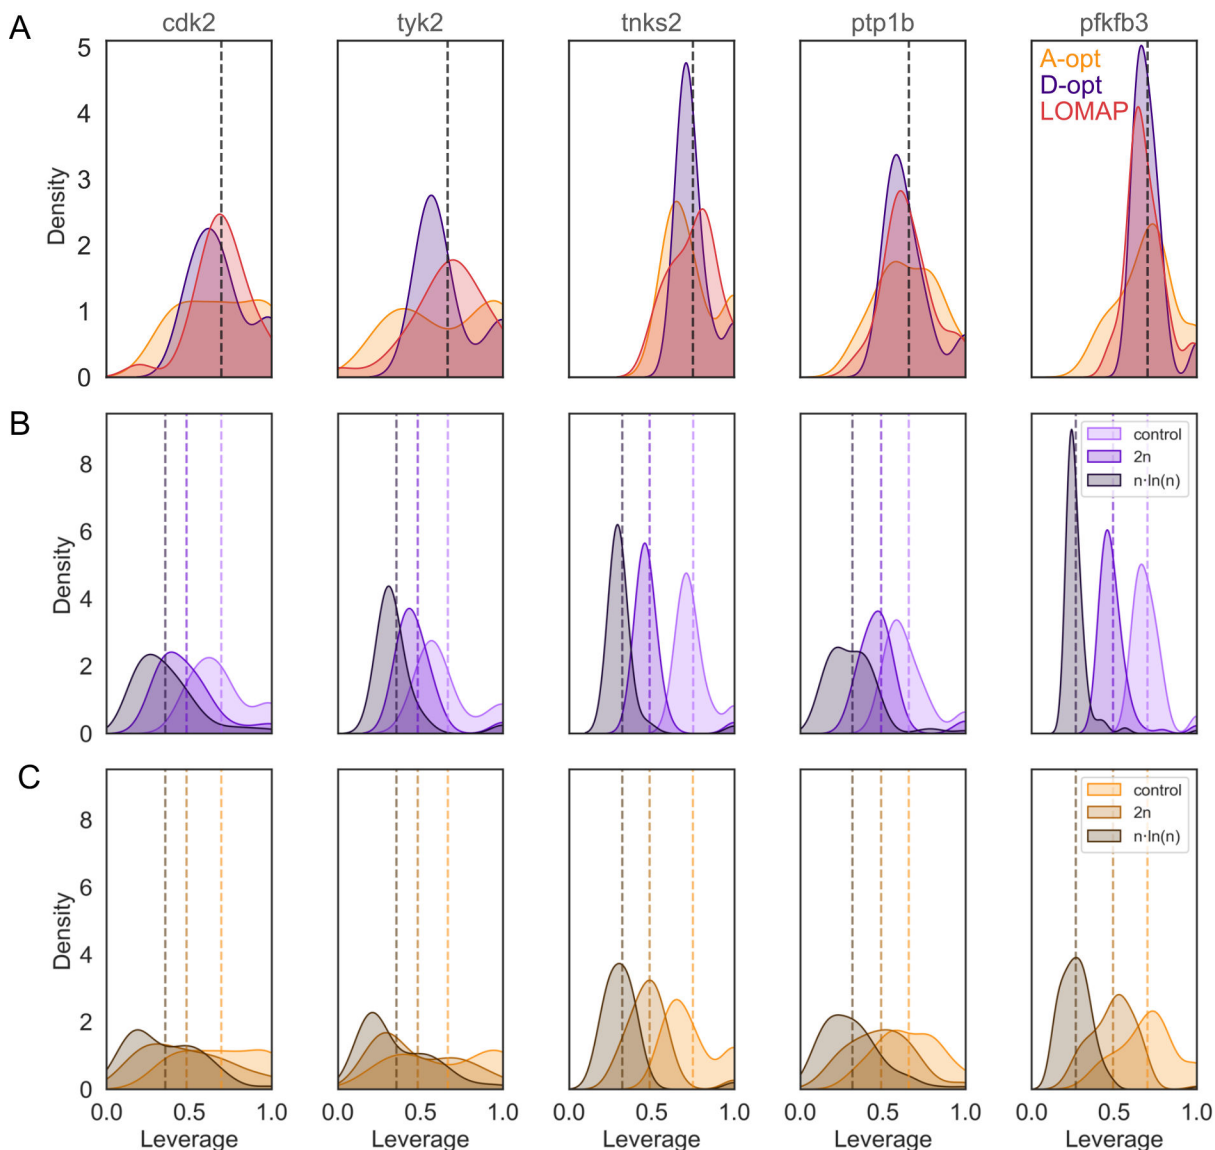 A
cdk2
tyk2
tnks2
ptp1b
pfkfb3
5
4
3
2
1
0
Density
A-opt
D-opt
LOMAP
B
8
6
4
2
0
Density
control
2n
n·ln(n)
C
8
6
4
2
0
Density
control
2n
n·ln(n)
0.0 0.5 1.0
0.0 0.5 1.0
0.0 0.5 1.0
0.0 0.5 1.0
0.0 0.5 1.0
Leverage
Leverage
Leverage
Leverage
Leverage